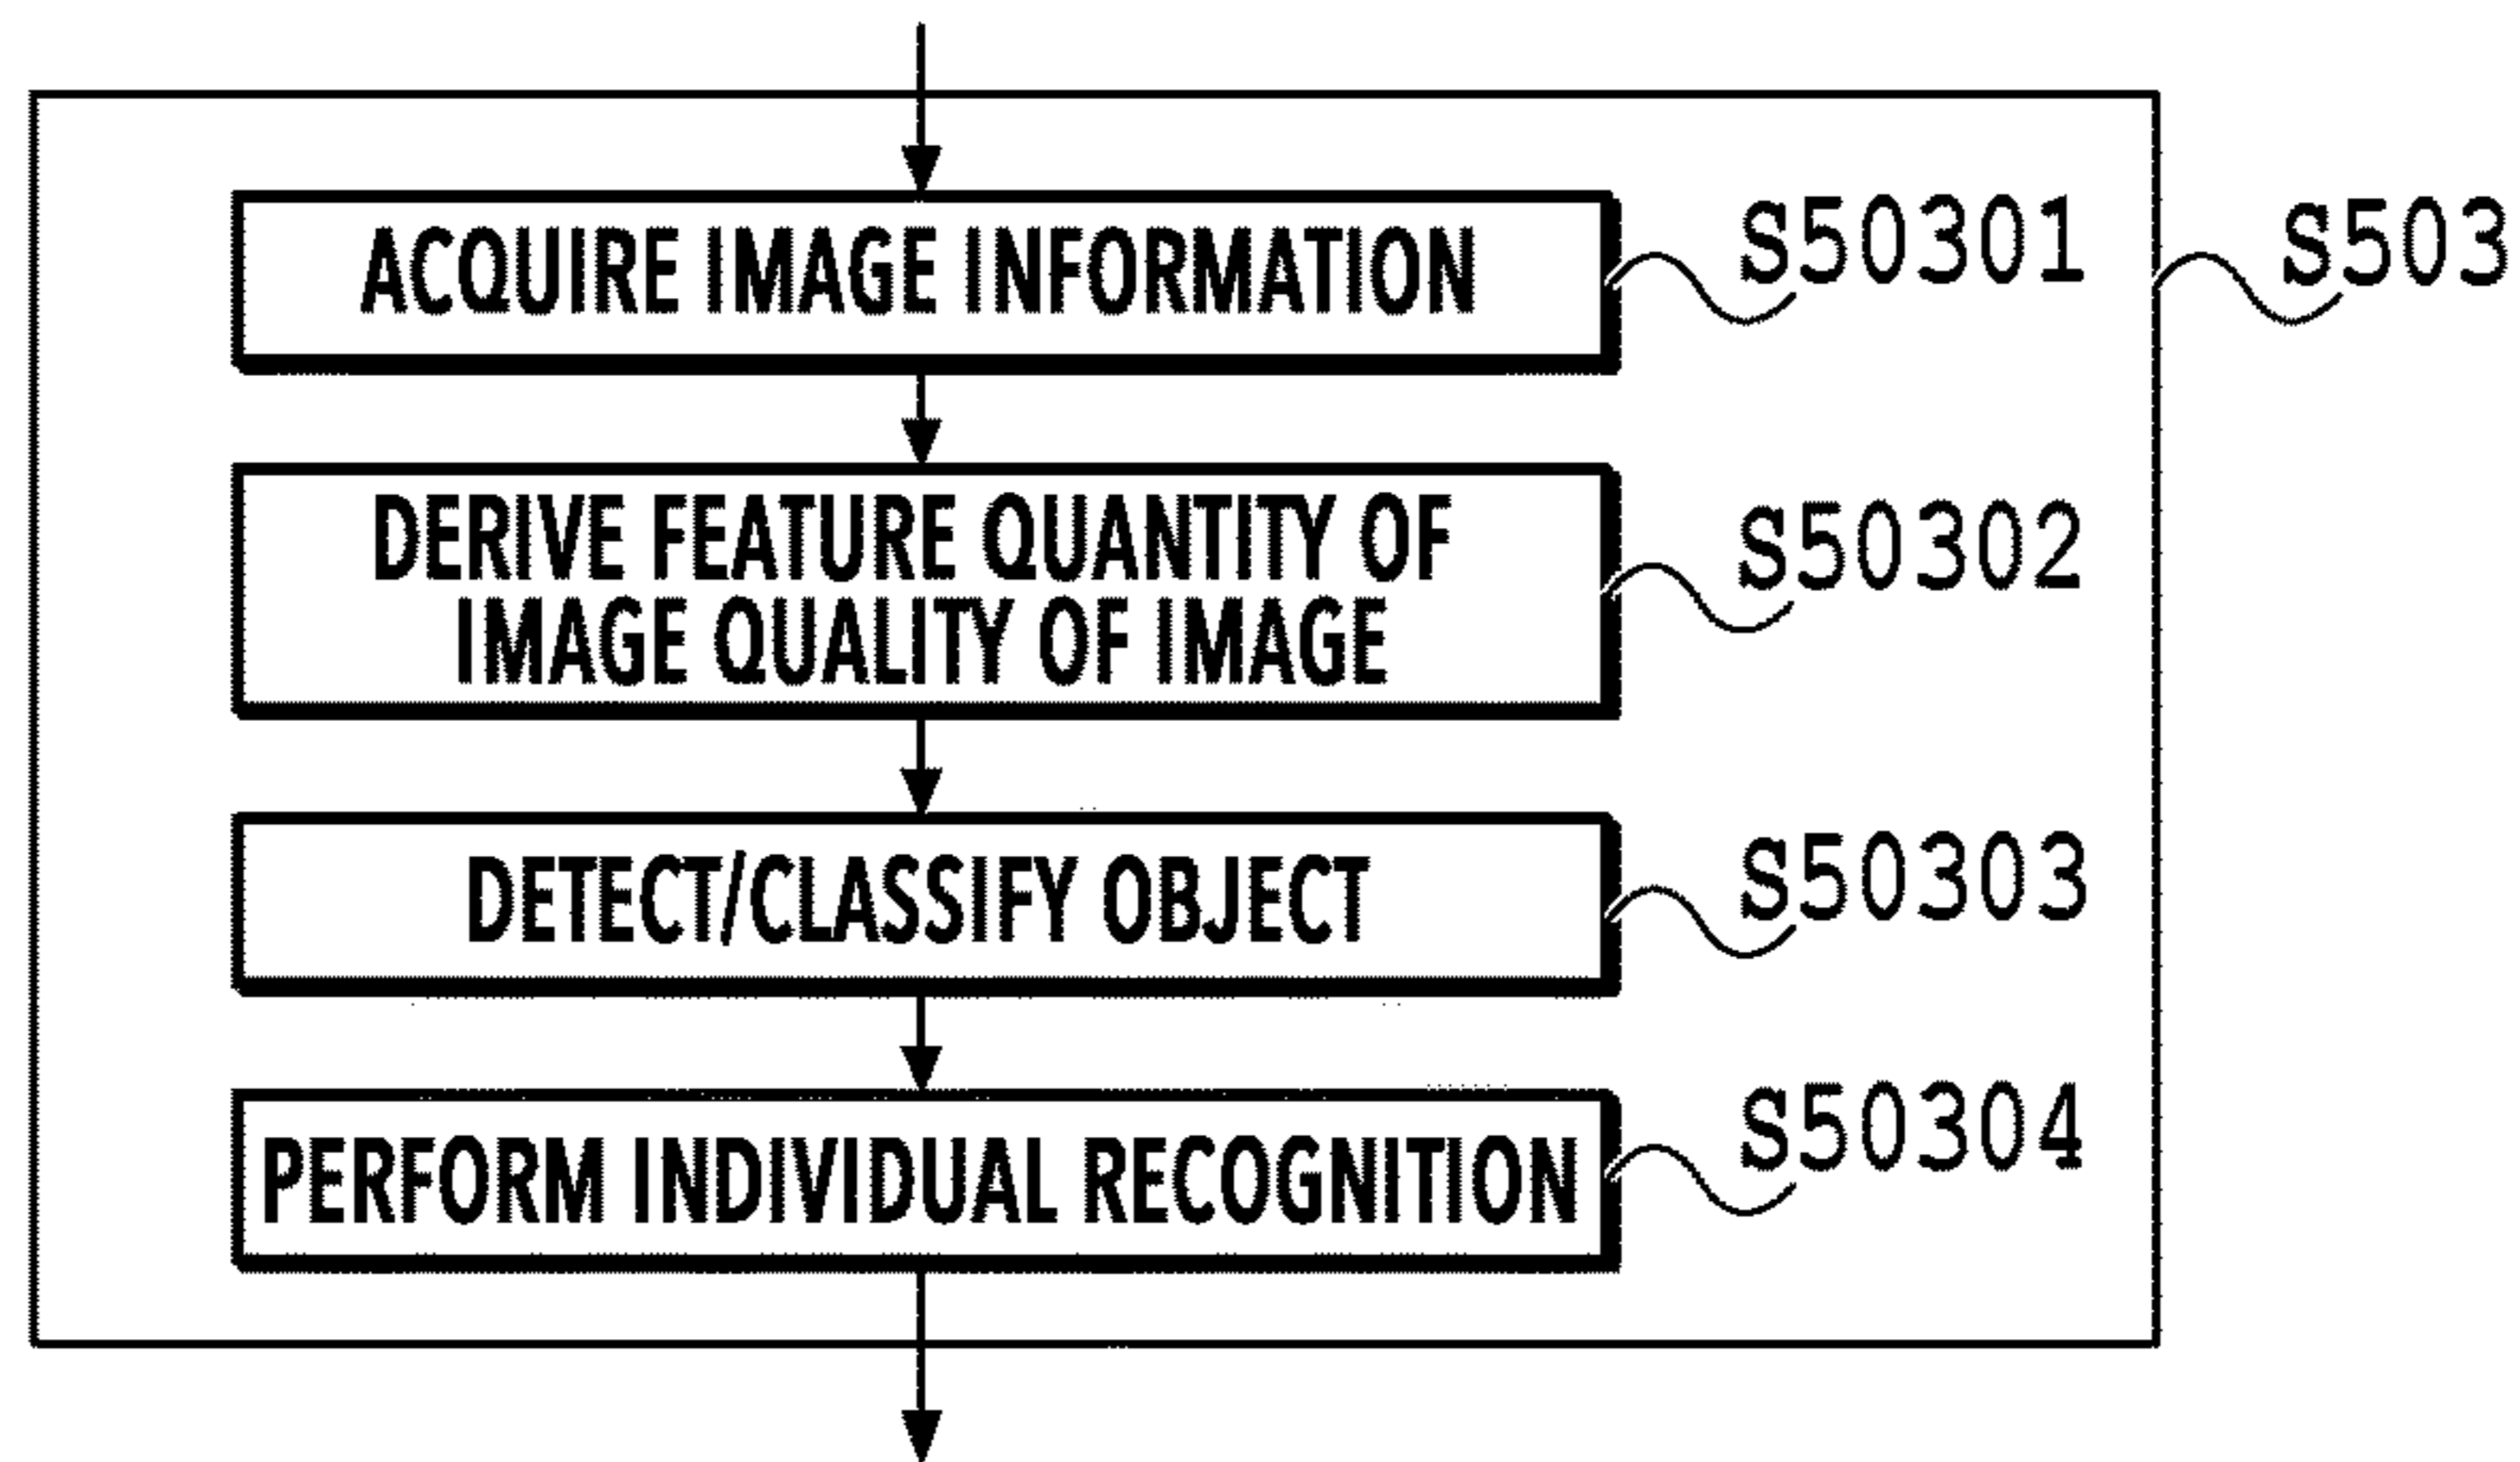 ACQUIRE IMAGE INFORMATION
S50301
S503
DERIVE FEATURE QUANTITY OF
IMAGE QUALITY OF IMAGE
S50302
DETECT/CLASSIFY OBJECT
S50303
PERFORM INDIVIDUAL RECOGNITION
S50304